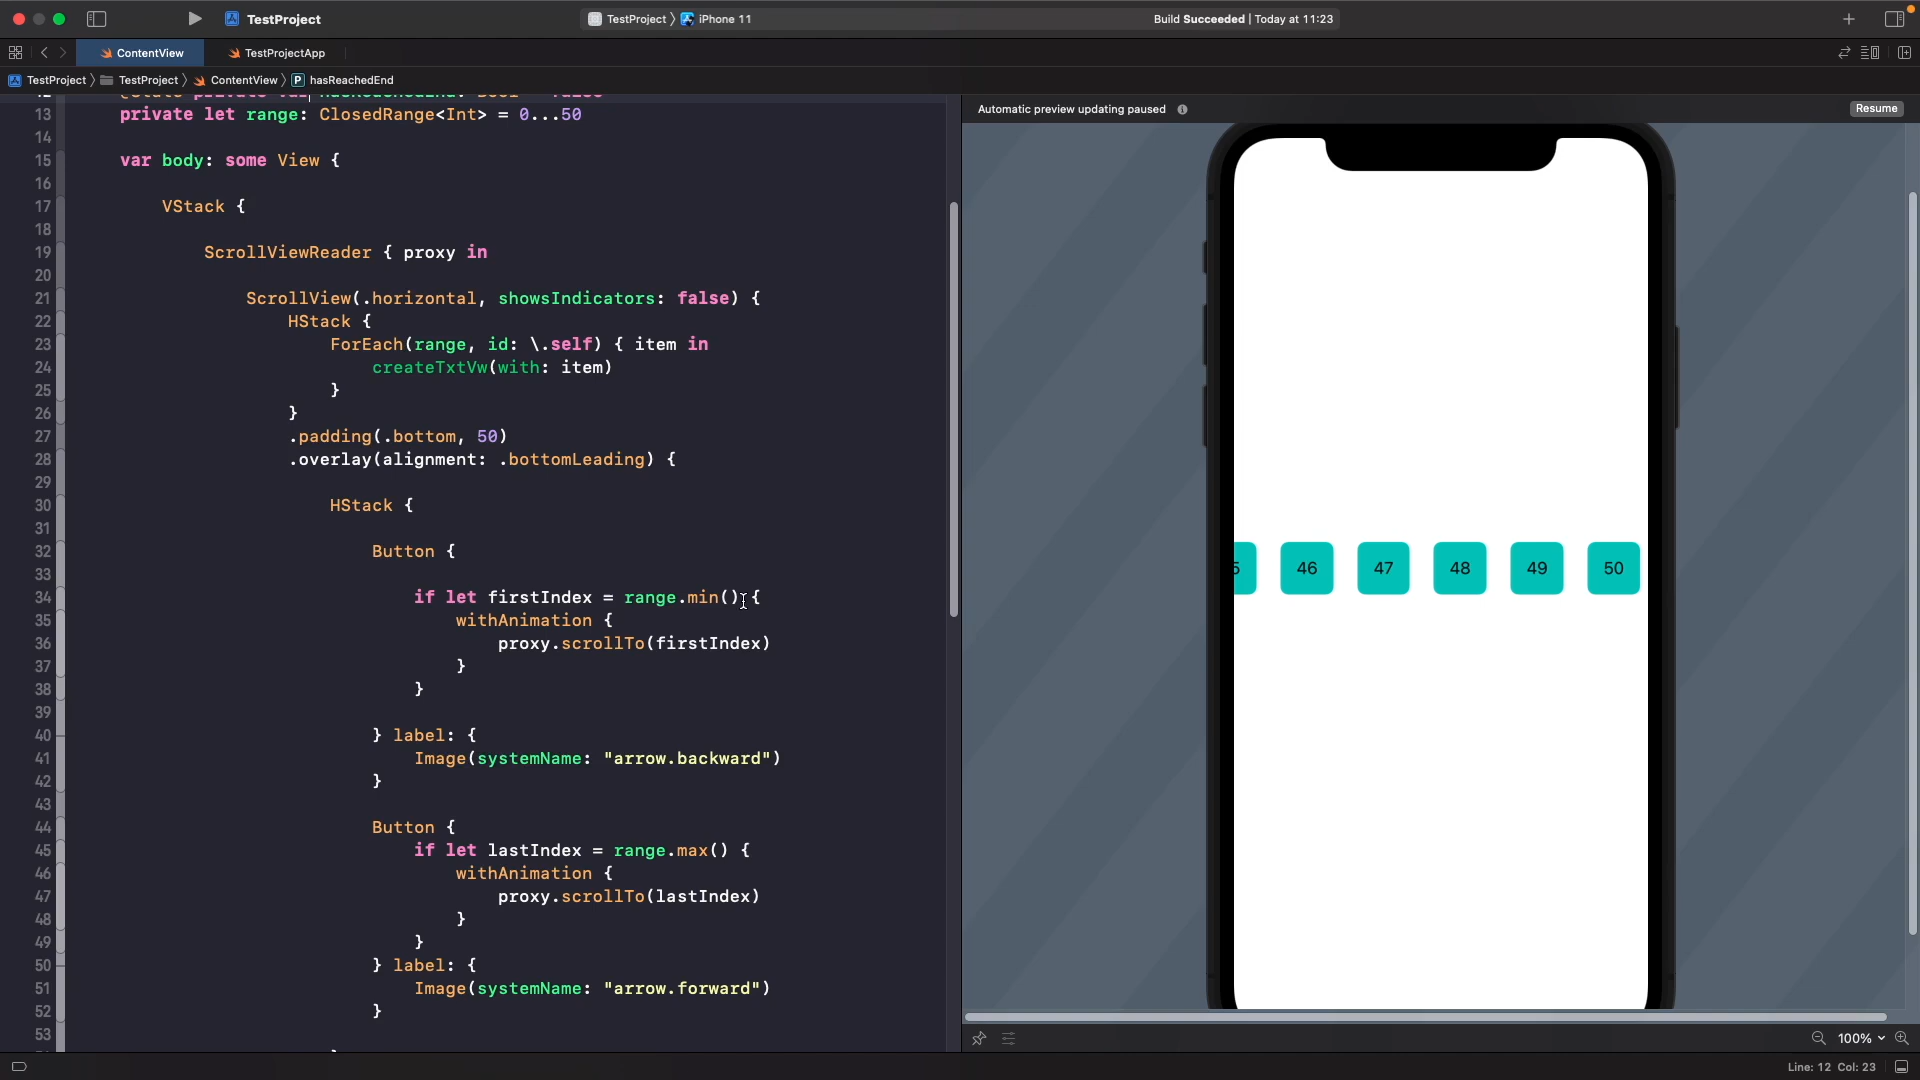 TestProject
TestProject 〉 iPhone 11
Build Succeeded | Today at 11:23
ContentView
TestProjectApp
TestProject 〉 TestProject 〉 ContentView 〉 P hasReachedEnd
13 private let range: ClosedRange<Int> = 0...50
14
15 var body: some View {
16
17 VStack {
18
19 ScrollViewReader { proxy in
20
21 ScrollView(.horizontal, showsIndicators: false) {
22 HStack {
23 ForEach(range, id: \.self) { item in
24 createTxtVw(with: item)
25 }
26 }
27 .padding(.bottom, 50)
28 .overlay(alignment: .bottomLeading) {
29
30 HStack {
31
32 Button {
33
34 if let firstIndex = range.min() {
35 withAnimation {
36 proxy.scrollTo(firstIndex)
37 }
38 }
39
40 } label: {
41 Image(systemName: "arrow.backward")
42 }
43
44 Button {
45 if let lastIndex = range.max() {
46 withAnimation {
47 proxy.scrollTo(lastIndex)
48 }
49 }
50 } label: {
51 Image(systemName: "arrow.forward")
52 }
53
Automatic preview updating paused
Resume
46 47 48 49 50
100%
Line: 12 Col: 23